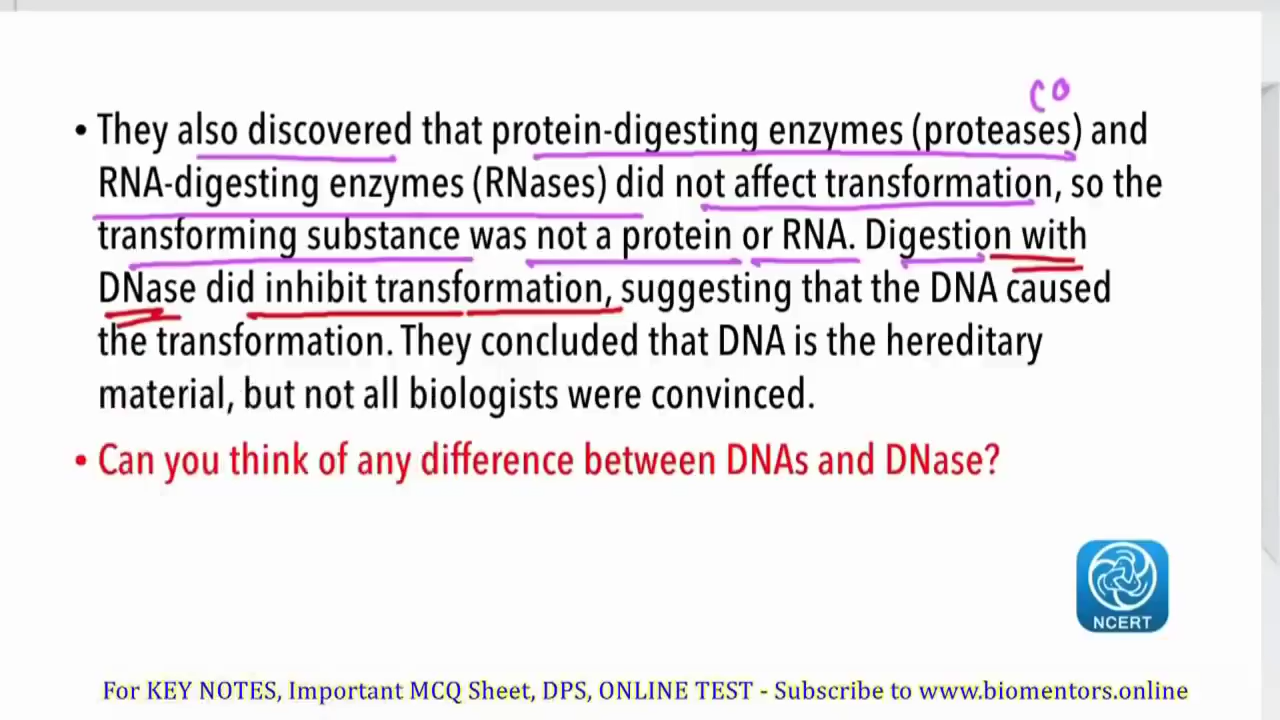 co
• They also discovered that protein-digesting enzymes (proteases) and
RNA-digesting enzymes (RNases) did not affect transformation, so the
transforming substance was not a protein or RNA. Digestion with
DNase did inhibit transformation, suggesting that the DNA caused
the transformation. They concluded that DNA is the hereditary
material, but not all biologists were convinced.
• Can you think of any difference between DNAs and DNase?
NCERT
For KEY NOTES, Important MCQ Sheet, DPS, ONLINE TEST - Subscribe to www.biomentors.online